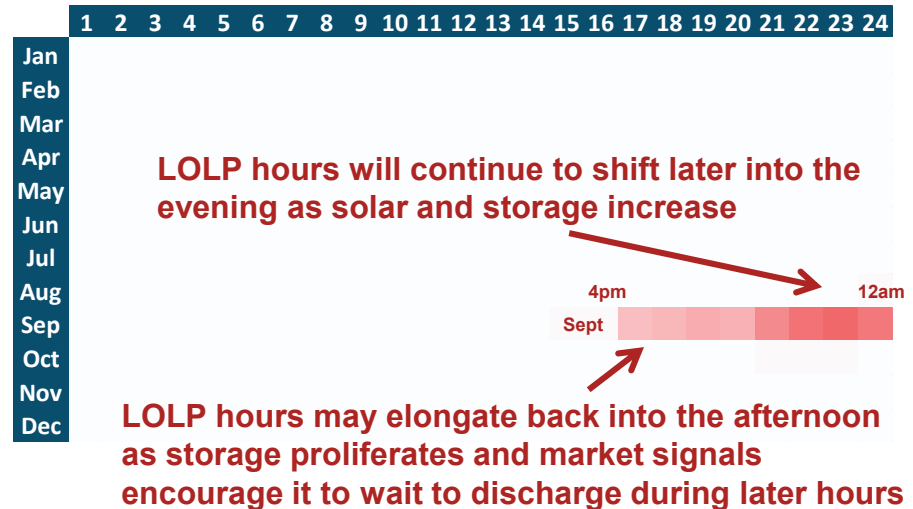 1 2 3 4 5 6 7 8 9 10 11 12 13 14 15 16 17 18 19 20 21 22 23 24
Jan
Feb
Mar
Apr
May
Jun
Jul
Aug
Sep
Oct
Nov
Dec
LOLP hours will continue to shift later into the
evening as solar and storage increase
4pm 12am
Sept
LOLP hours may elongate back into the afternoon
as storage proliferates and market signals
encourage it to wait to discharge during later hours